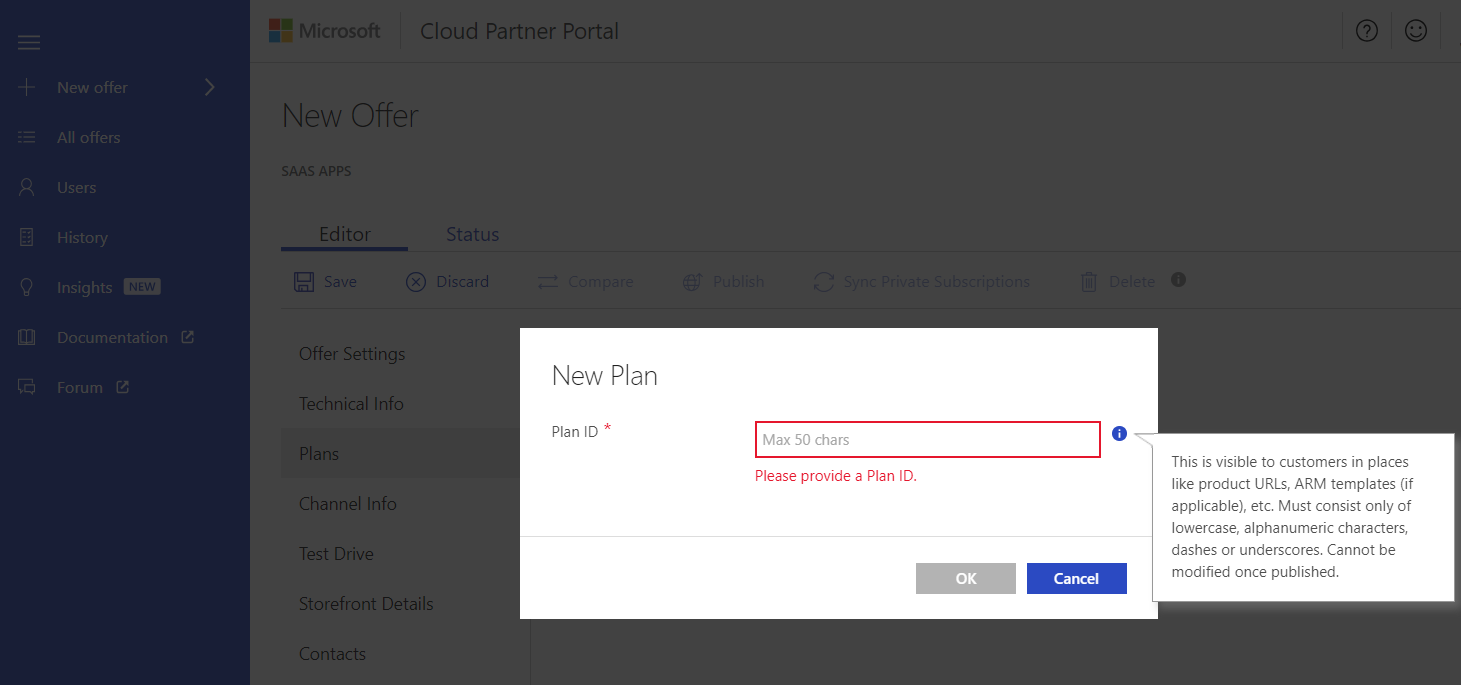 Microsoft
Cloud Partner Portal
New offer
All offers
Users
History
Insights NEW
Documentation
Forum
New Offer
SAAS APPS
Editor
Status
Save
Discard
Compare
Publish
Sync Private Subscriptions
Delete
Offer Settings
Technical Info
Plans
Channel Info
Test Drive
Storefront Details
Contacts
New Plan
Plan ID *
Max 50 chars
Please provide a Plan ID.
OK
Cancel
This is visible to customers in places
like product URLs, ARM templates (if
applicable), etc. Must consist only of
lowercase, alphanumeric characters,
dashes or underscores. Cannot be
modified once published.